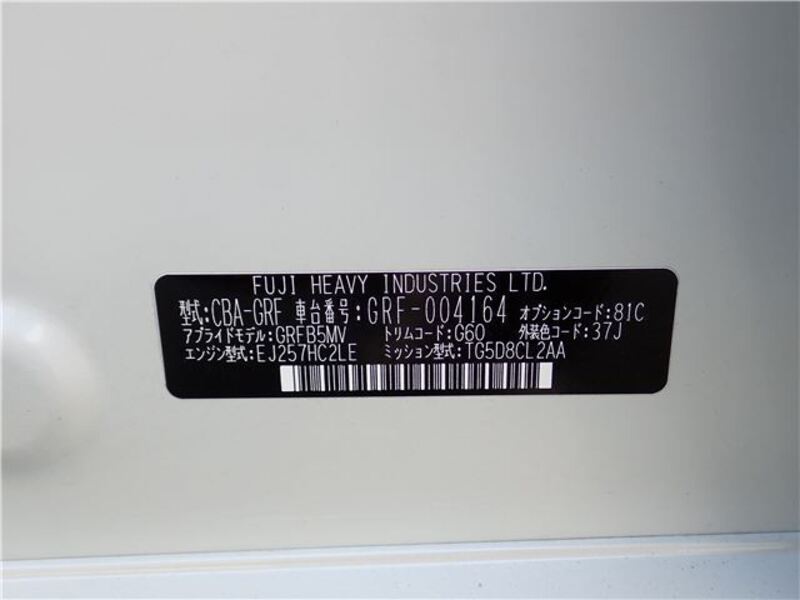 FUJI HEAVY INDUSTRIES LTD.
型式:CBA-GRF 車台番号:GRF-004164 オプションコード:81C
アプライドモデル:GRFB5MV トリムコード:G60 外装色コード:37J
エンジン型式:EJ257HC2LE ミッション型式:TG5D8CL2AA